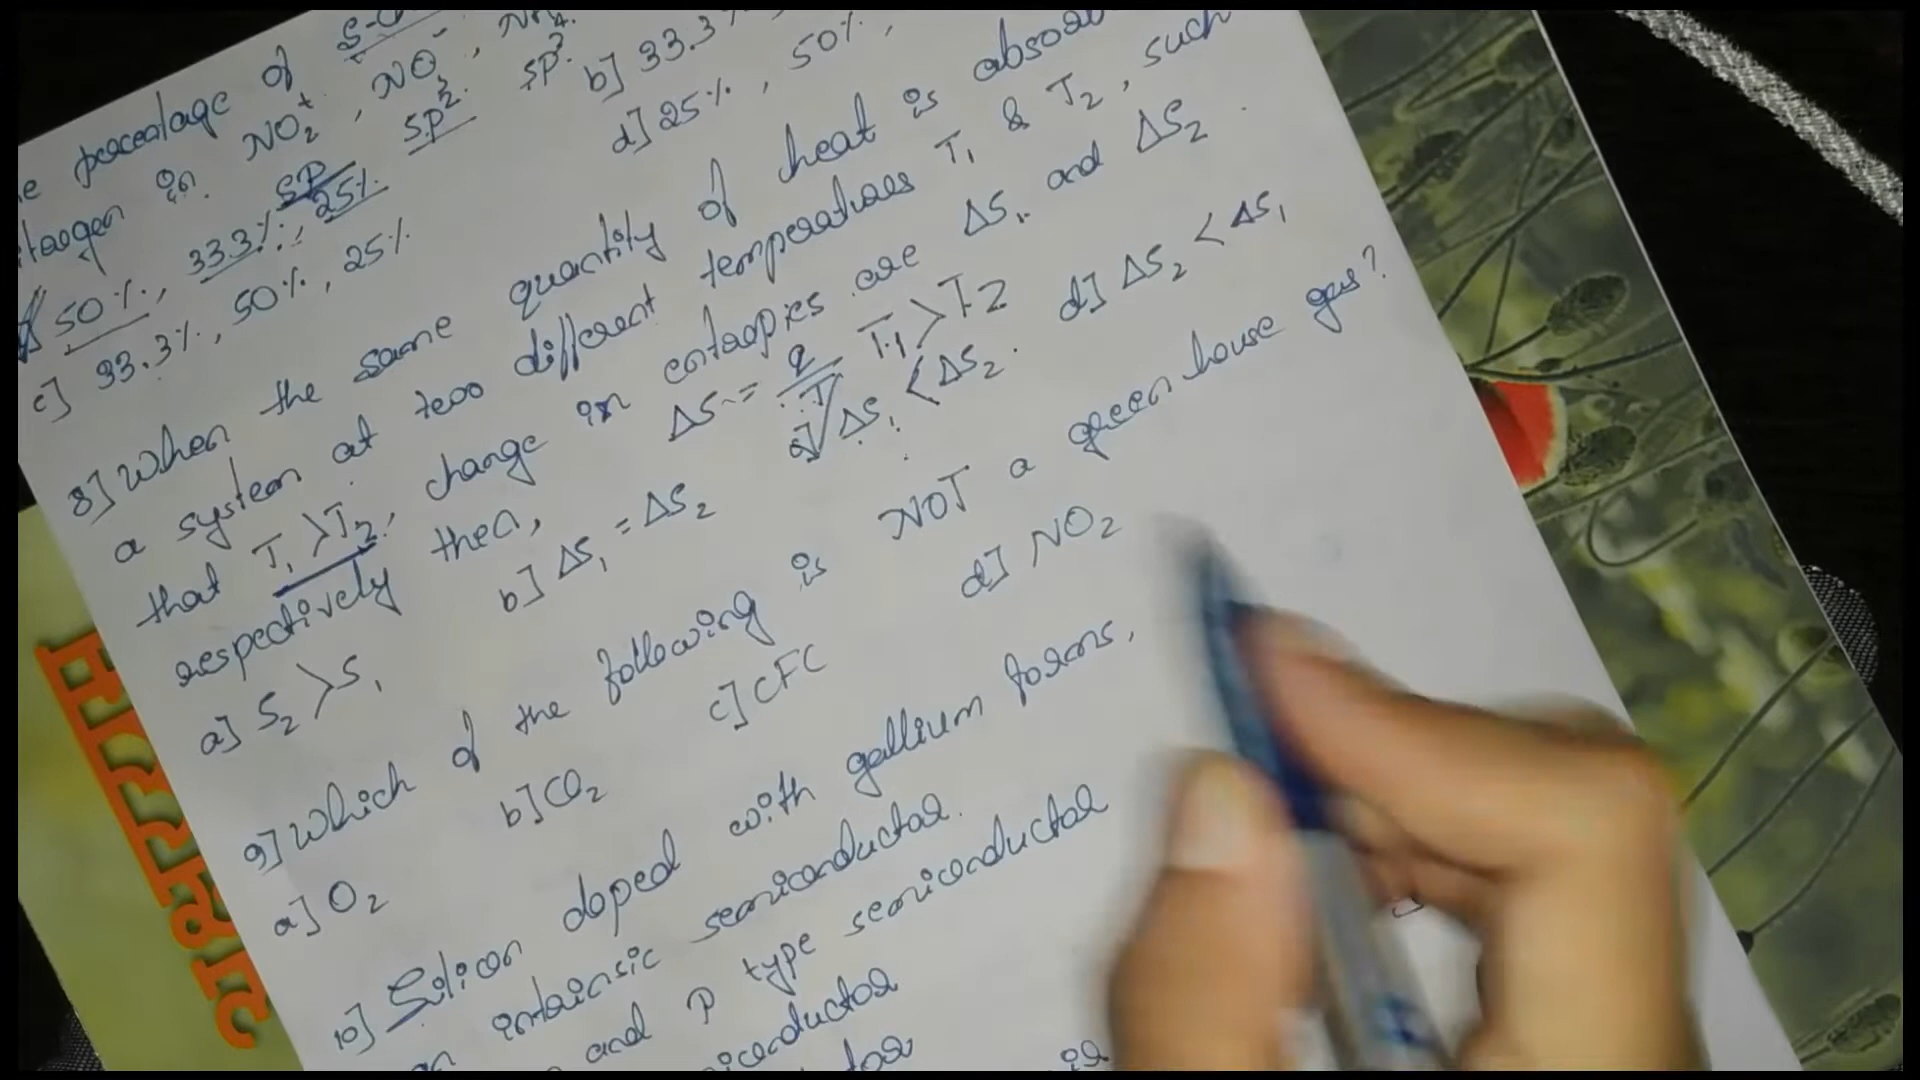 percentage of S-
in NO2+, NO3-, NH4+
SP SP2 SP3
50%, 33.3%, 25% b] 33.3%
c] 33.3%, 50%, 25% d] 25%, 50%,
8] When the same quantity of heat is
a system at two different temperatures T1 & T2, such
that T1 > T2, change in entropies are ΔS1 and ΔS2
respectively then, ΔS = q/T T1 > T2
a] S2 > S1 b] ΔS1 = ΔS2 ΔS1 < ΔS2. d] ΔS2 < ΔS1
9] Which of the following is NOT a green house gas?
a] O2 b] CO2 c] CFC d] NO2
10] Silicon doped with gallium forms,
an intrinsic semiconductor.
and P type semiconductor